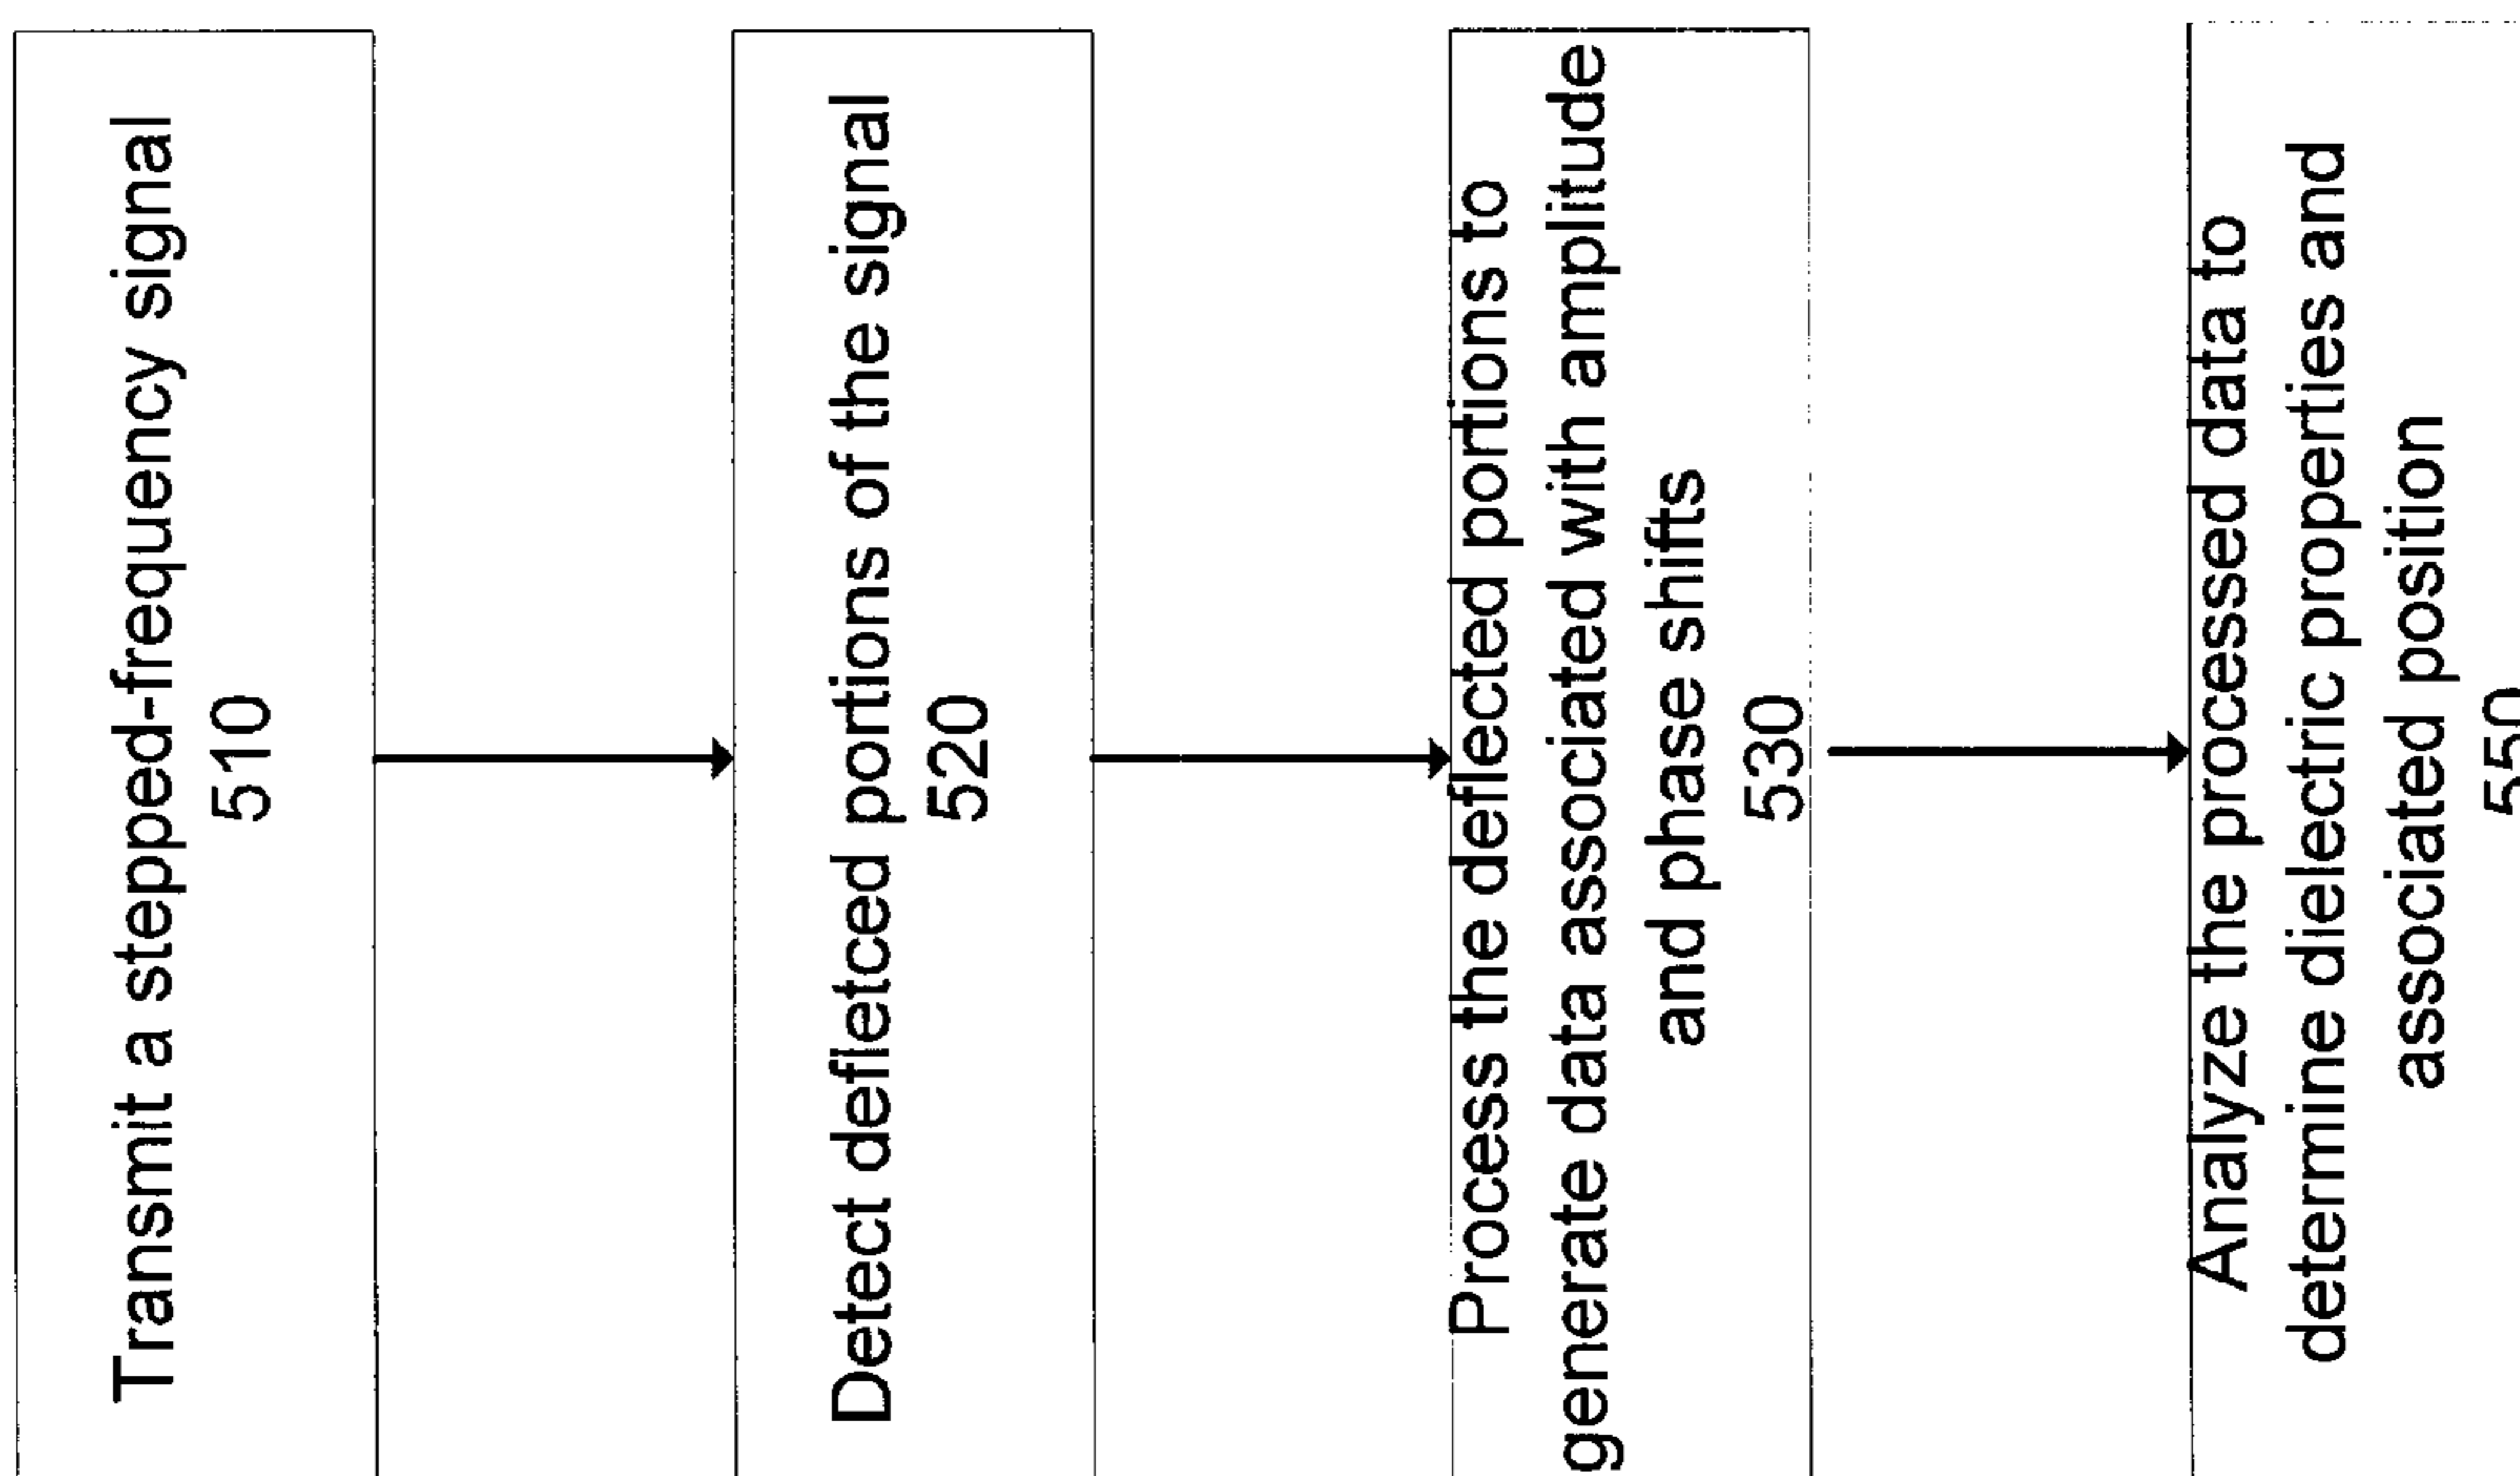 Transmit a stepped-frequency signal
510
Detect defletced portions of the signal
520
Process the deflected portions to
generate data associated with amplitude
and phase shifts
530
Analyze the processed data to
determine dielectric properties and
associated position
550